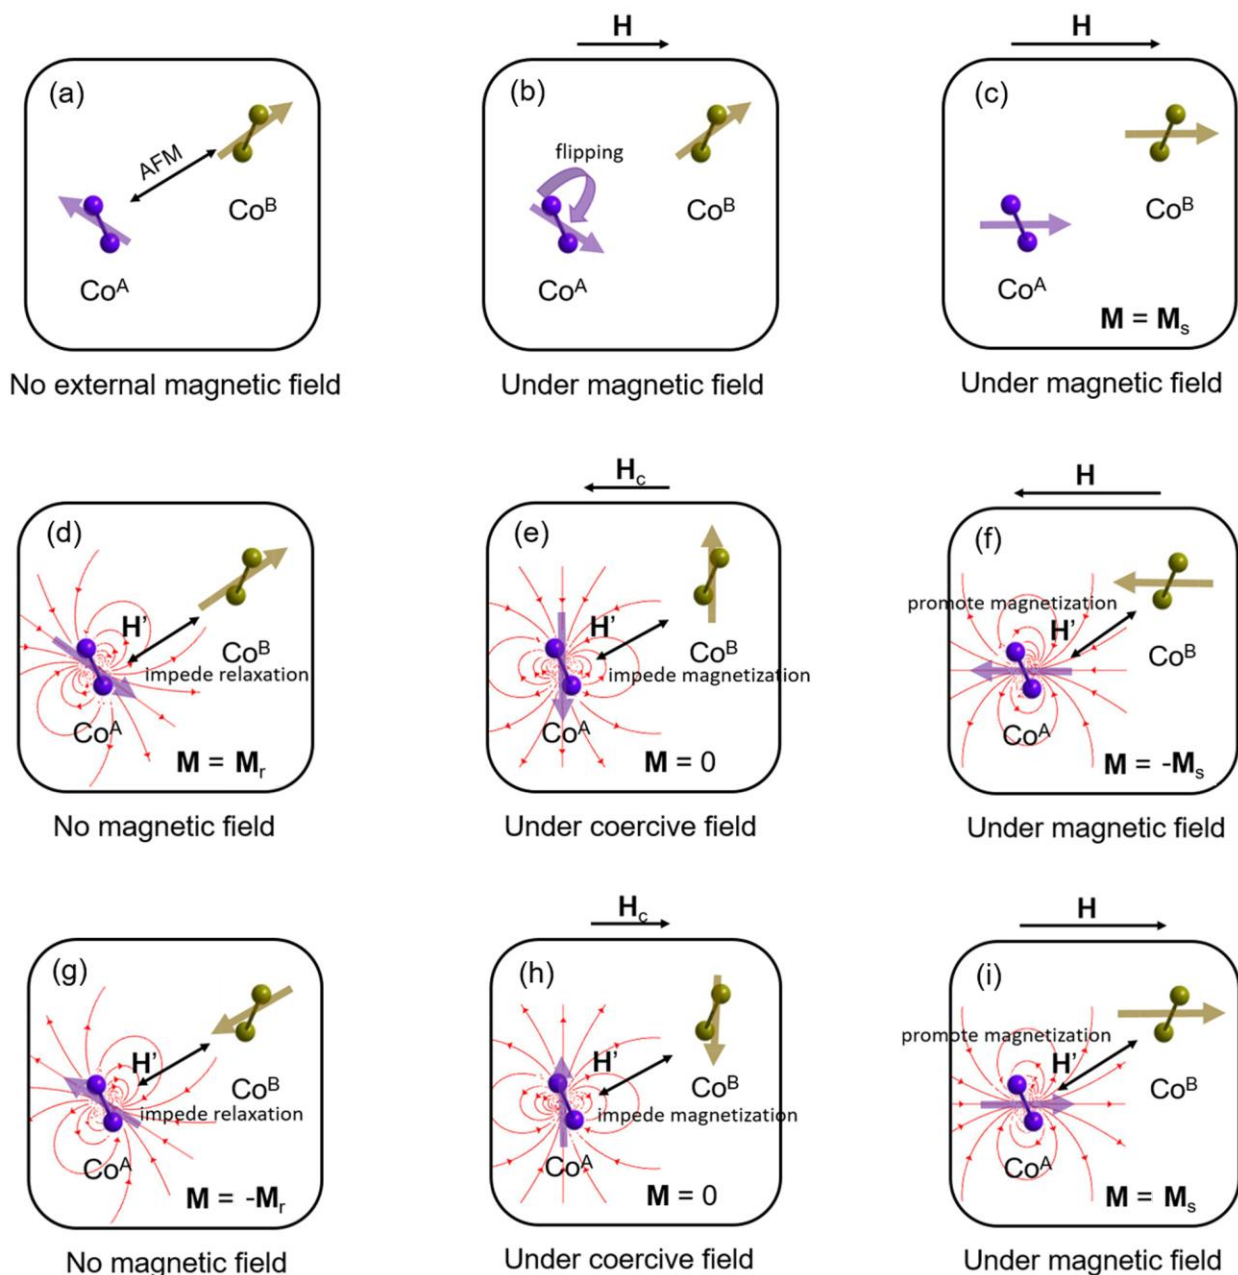 H
H
(a)
(b)
(c)
AFM
flipping
Co^B
Co^B
Co^B
Co^A
Co^A
Co^A
M = M_s
No external magnetic field
Under magnetic field
Under magnetic field
H_c
H
(d)
(e)
(f)
promote magnetization
H’
H’
H’
Co^B
Co^B
Co^B
impede relaxation
impede magnetization
Co^A
Co^A
Co^A
M = M_r
M = 0
M = -M_s
No magnetic field
Under coercive field
Under magnetic field
H_c
H
(g)
(h)
(i)
promote magnetization
H’
H’
H’
Co^B
Co^B
Co^B
impede relaxation
impede magnetization
Co^A
Co^A
Co^A
M = -M_r
M = 0
M = M_s
No magnetic field
Under coercive field
Under magnetic field